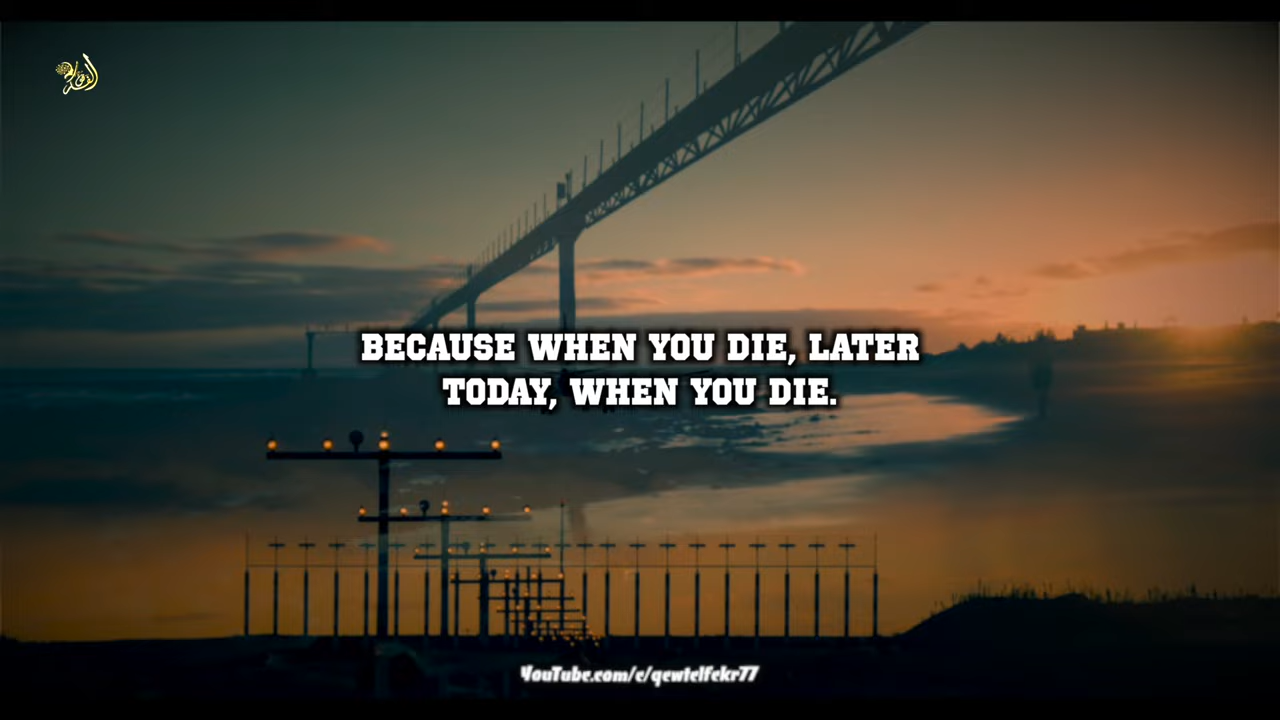 BECAUSE WHEN YOU DIE, LATER
TODAY, WHEN YOU DIE.
YouTube.com/c/qewtelfekr77